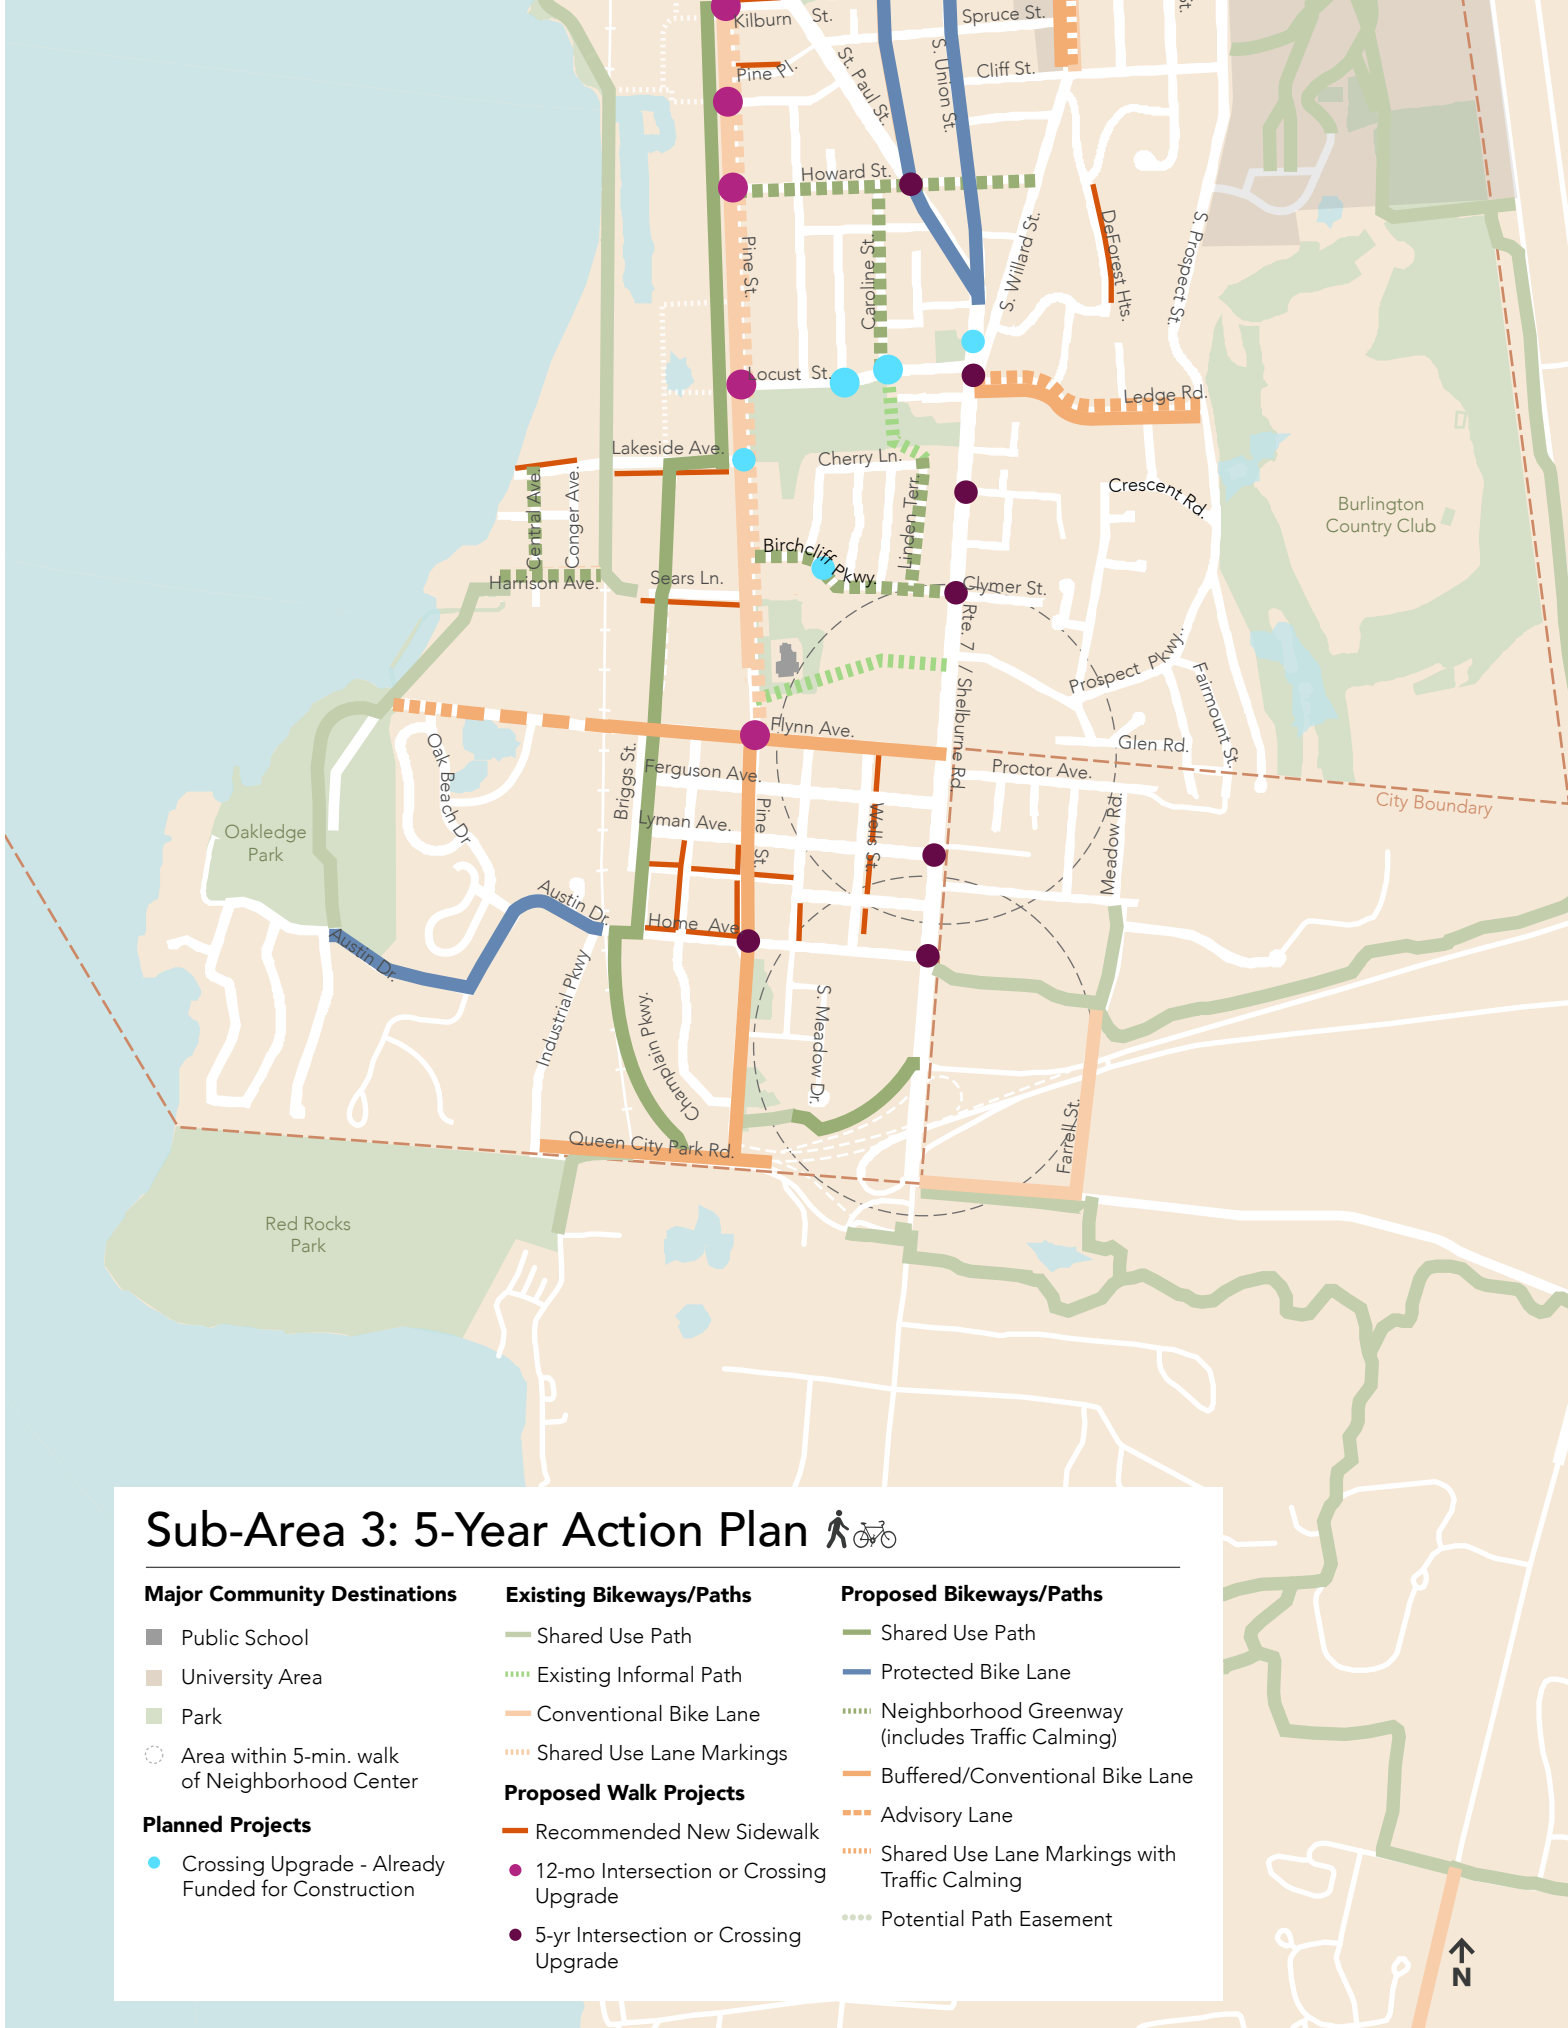 Kilburn St.
Spruce St.
St.
Pine Pl.
St. Paul St.
S. Union St.
Cliff St.
Howard St.
Pine St.
Caroline St.
S. Willard St.
DeForest Hts.
S. Prospect St.
Locust St.
Ledge Rd.
Lakeside Ave.
Cherry Ln.
Central Ave.
Conger Ave.
Linden Terr.
Crescent Rd.
Burlington
Country Club
Birchcliff Pkwy.
Harrison Ave.
Sears Ln.
Clymer St.
Rte. 7 / Shelburne Rd.
Prospect Pkwy.
Fairmount St.
Flynn Ave.
Glen Rd.
Oak Beach Dr
Briggs St.
Ferguson Ave.
Proctor Ave.
City Boundary
Oakledge
Park
Lyman Ave.
Pine St.
Wells St.
Meadow Rd.
Austin Dr.
Home Ave
Austin Dr.
Industrial Pkwy
Champlain Pkwy.
S. Meadow Dr.
Farrell St.
Queen City Park Rd.
Red Rocks
Park
Sub-Area 3: 5-Year Action Plan
Major Community Destinations
Public School
University Area
Park
Area within 5-min. walk
of Neighborhood Center
Planned Projects
Crossing Upgrade - Already
Funded for Construction
Existing Bikeways/Paths
Shared Use Path
Existing Informal Path
Conventional Bike Lane
Shared Use Lane Markings
Proposed Walk Projects
Recommended New Sidewalk
12-mo Intersection or Crossing
Upgrade
5-yr Intersection or Crossing
Upgrade
Proposed Bikeways/Paths
Shared Use Path
Protected Bike Lane
Neighborhood Greenway
(includes Traffic Calming)
Buffered/Conventional Bike Lane
Advisory Lane
Shared Use Lane Markings with
Traffic Calming
Potential Path Easement
N